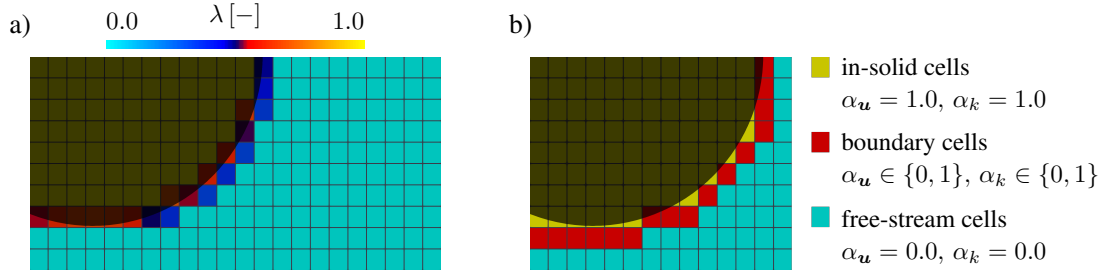 a)
λ [−]
0.0
1.0
b)
in-solid cells
α_𝒖 = 1.0, α_k = 1.0
boundary cells
α_𝒖 ∈ {0, 1}, α_k ∈ {0, 1}
free-stream cells
α_𝒖 = 0.0, α_k = 0.0